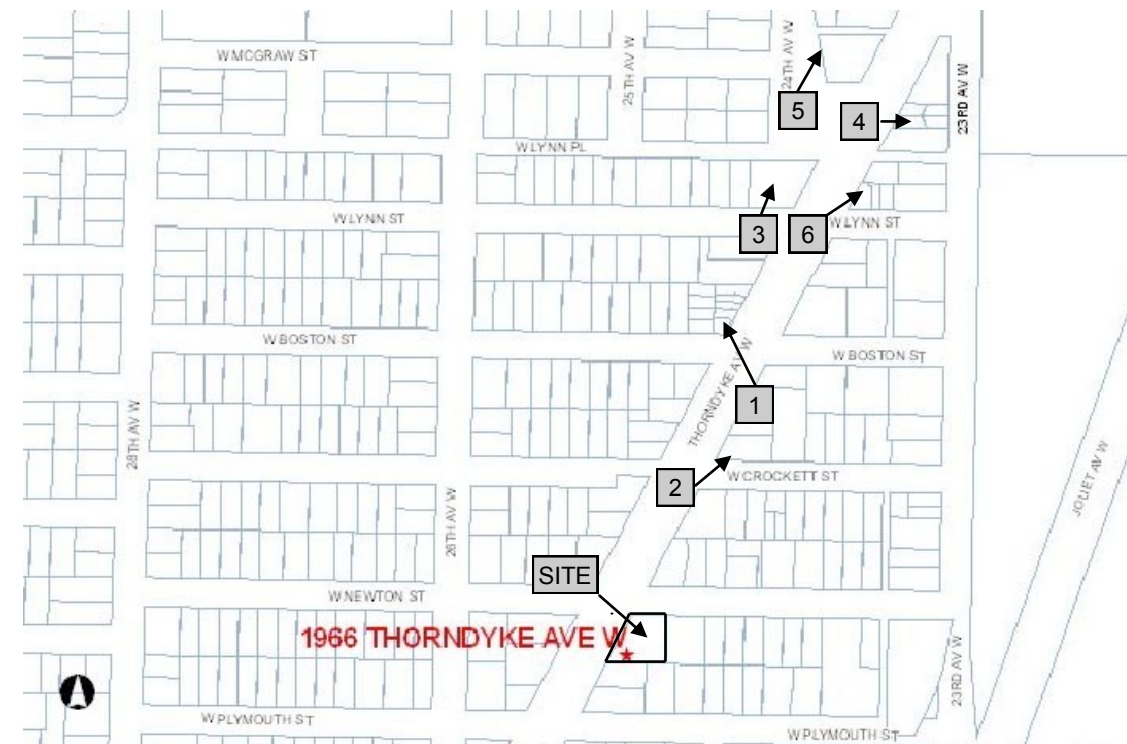 W MCGRAW ST
25TH AV W
24TH AV W
5
4
23RD AV W
W LYNN PL
W LYNN ST
3
6
W LYNN ST
W BOSTON ST
W BOSTON ST
THORNDYKE AV W
1
28TH AV W
2
W CROCKETT ST
JOLIET AV W
26TH AV W
SITE
W NEWTON ST
1966 THORNDYKE AVE W
23RD AV W
W PLYMOUTH ST
W PLYMOUTH ST